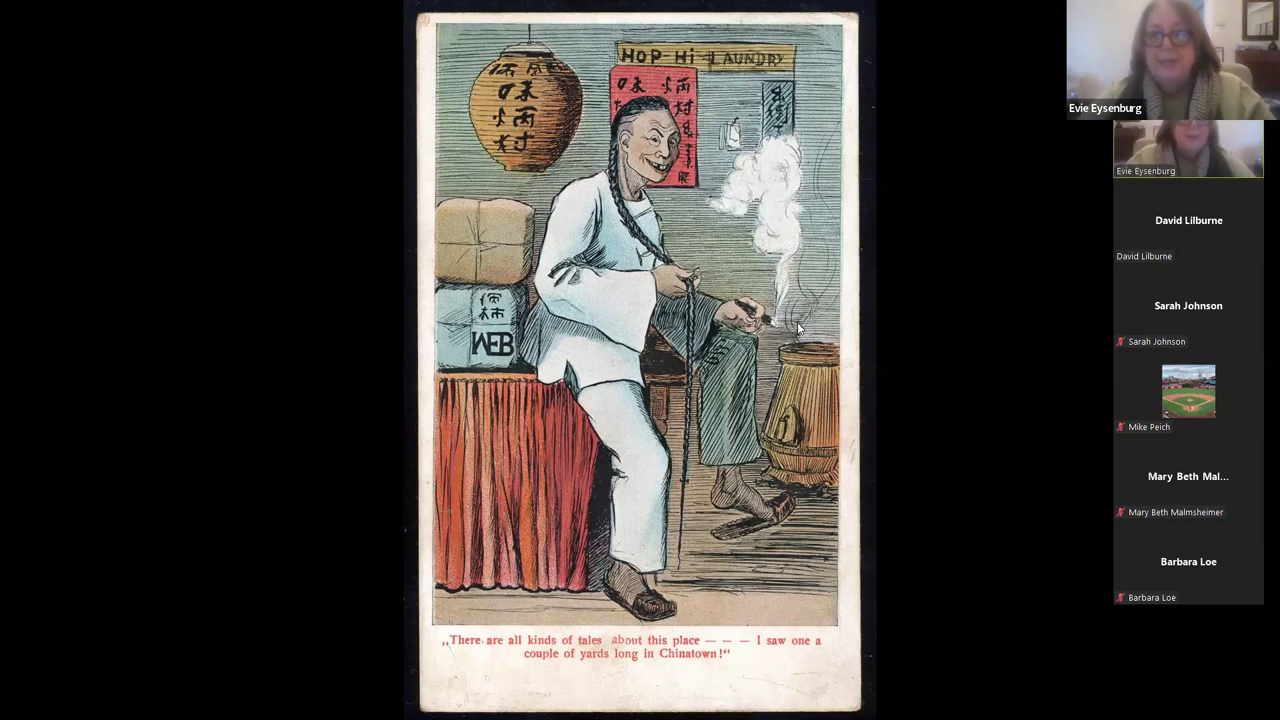 HOP Hi LAUNDRY
味
WEB
„There are all kinds of tales about this place — — — I saw one a
couple of yards long in Chinatown!“
Evie Eysenburg
Evie Eysenburg
David Lilburne
David Lilburne
Sarah Johnson
Sarah Johnson
Mike Peich
Mary Beth Mal...
Mary Beth Malmsheimer
Barbara Loe
Barbara Loe